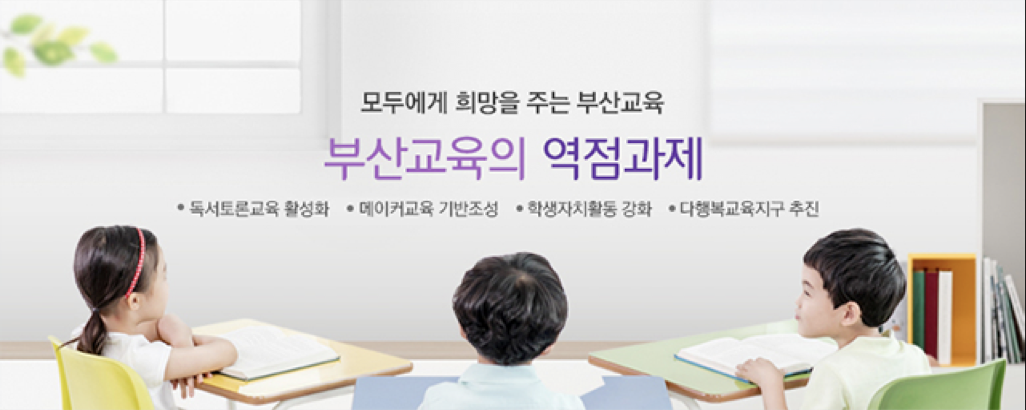 모두에게 희망을 주는 부산교육
부산교육의 역점과제
• 독서토론교육 활성화 • 메이커교육 기반조성 • 학생자치활동 강화 • 다행복교육지구 추진